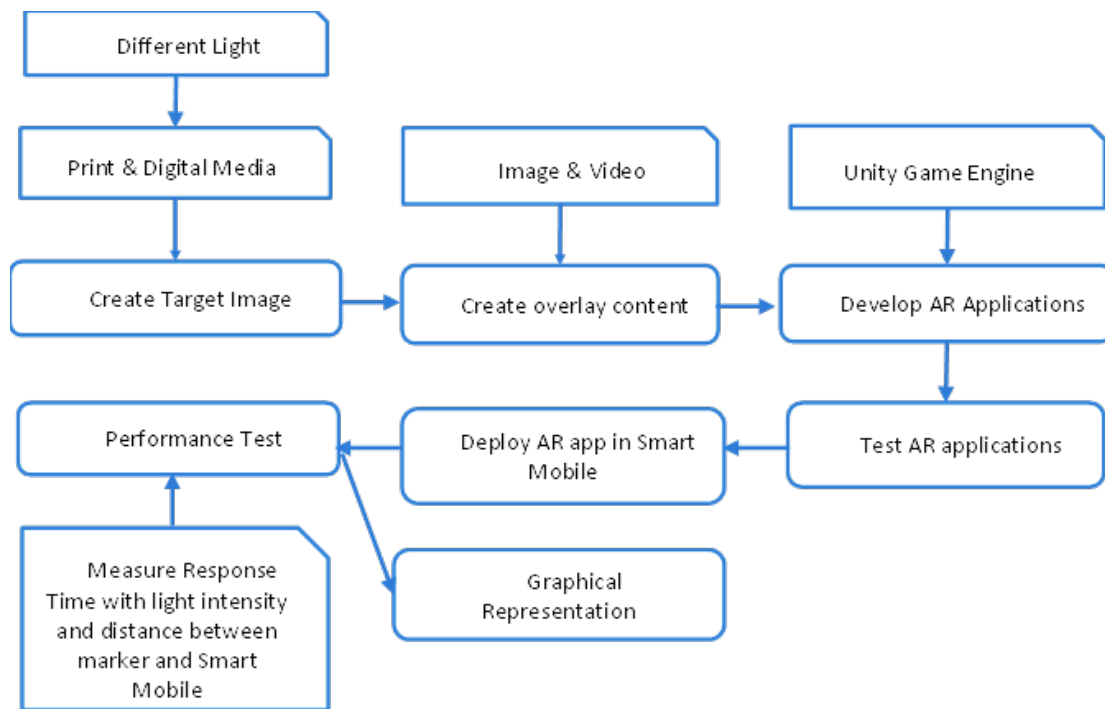 Different Light
Print & Digital Media
Image & Video
Unity Game Engine
Create Target Image
Create overlay content
Develop AR Applications
Performance Test
Deploy AR app in Smart
Mobile
Test AR applications
Measure Response
Time with light intensity
and distance between
marker and Smart
Mobile
Graphical
Representation